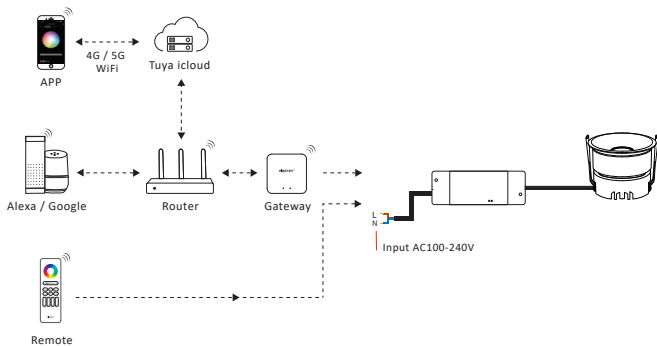 4G / 5G
WiFi
APP
Tuya icloud
Alexa / Google
Router
Gateway
L
N
Input AC100-240V
Remote